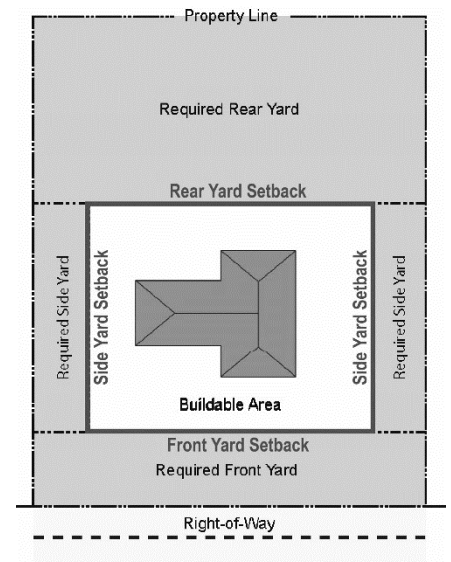 Property Line
Required Rear Yard
Rear Yard Setback
Required Side Yard
Side Yard Setback
Side Yard Setback
Required Side Yard
Buildable Area
Front Yard Setback
Required Front Yard
Right-of-Way